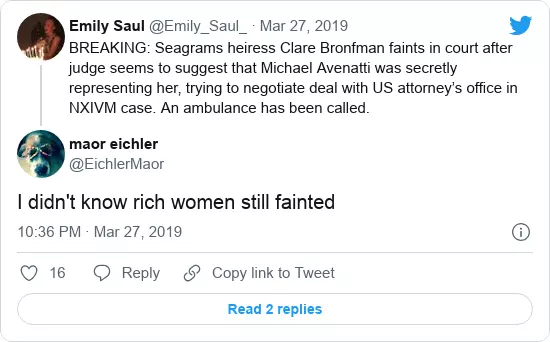 Emily Saul @Emily_Saul_ · Mar 27, 2019
BREAKING: Seagrams heiress Clare Bronfman faints in court after
judge seems to suggest that Michael Avenatti was secretly
representing her, trying to negotiate deal with US attorney's office in
NXIVM case. An ambulance has been called.
maor eichler
@EichlerMaor
I didn't know rich women still fainted
10:36 PM · Mar 27, 2019
16 Reply Copy link to Tweet
Read 2 replies